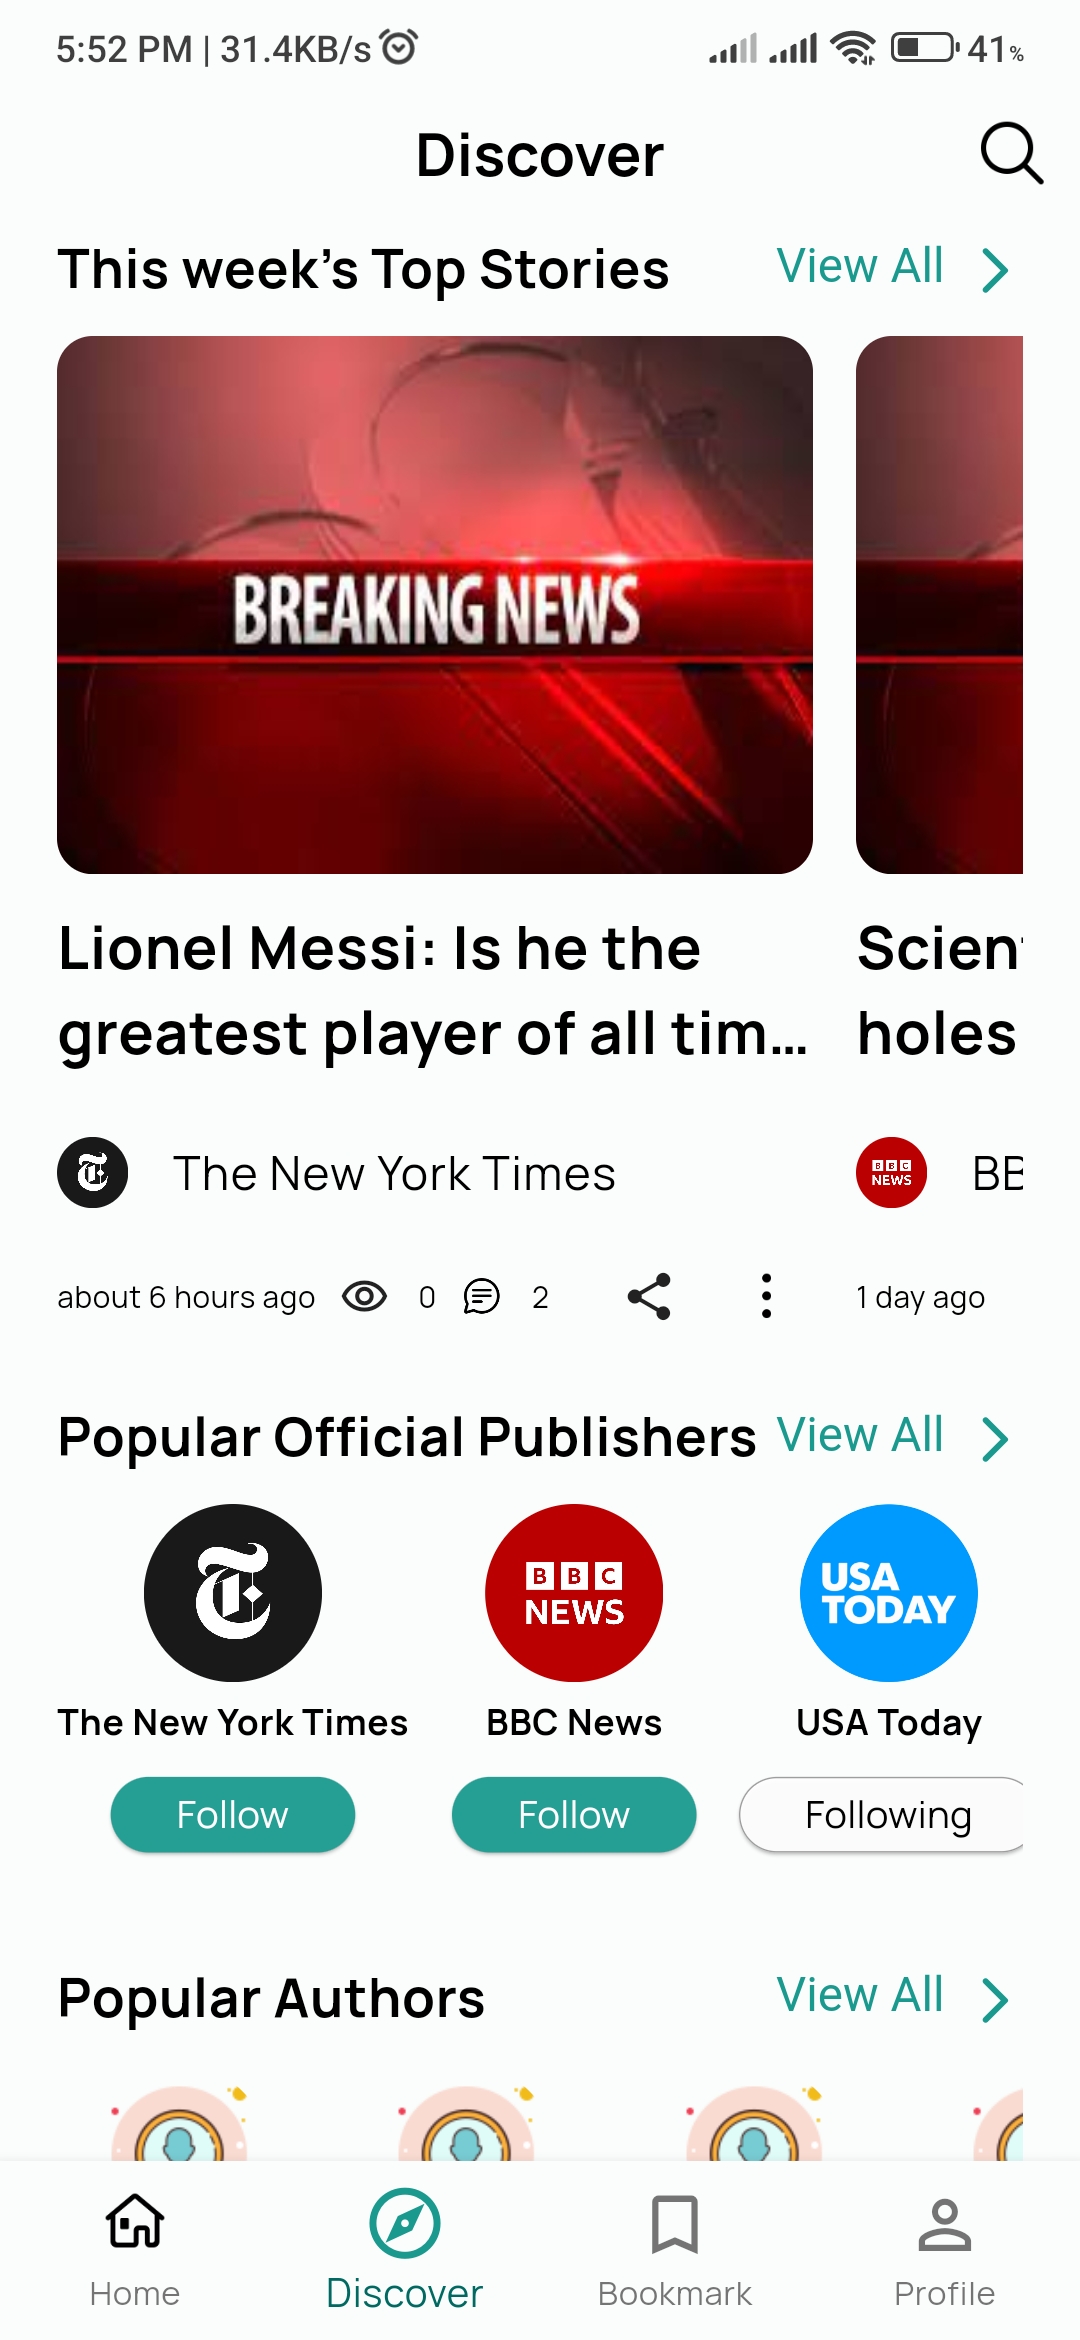 5:52 PM | 31.4KB/s 41%
Discover
This week's Top Stories View All
BREAKING NEWS
Lionel Messi: Is he the
greatest player of all tim...
Scient
holes
The New York Times
BBC NEWS
BB
about 6 hours ago 0 2
1 day ago
Popular Official Publishers View All
BBC
NEWS
USA
TODAY
The New York Times BBC News USA Today
Follow Follow Following
Popular Authors View All
Home Discover Bookmark Profile